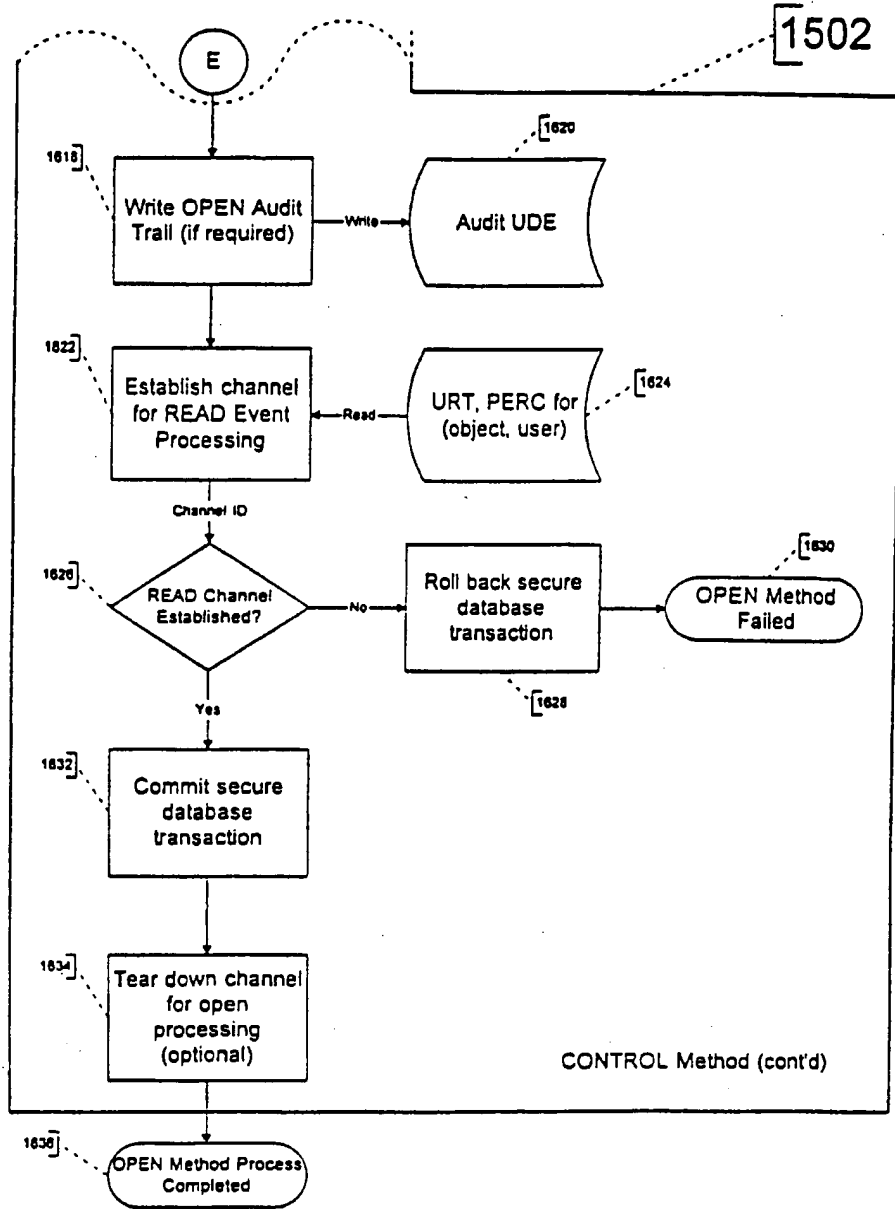 E
1502
1618
Write OPEN Audit
Trail (if required)
Write
1620
Audit UDE
1622
Establish channel
for READ Event
Processing
Read
URT, PERC for
(object, user)
1624
Channel ID
1626
READ Channel
Established?
No
Roll back secure
database
transaction
1628
1630
OPEN Method
Failed
Yes
1632
Commit secure
database
transaction
1634
Tear down channel
for open
processing
(optional)
CONTROL Method (cont'd)
1636
OPEN Method Process
Completed